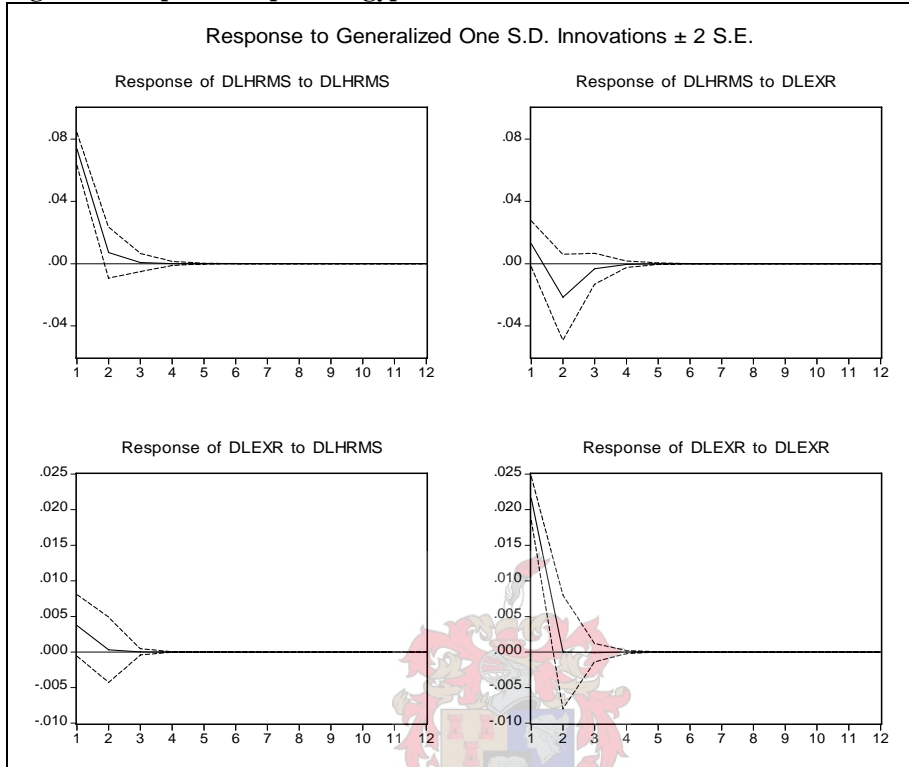 Response to Generalized One S.D. Innovations ± 2 S.E.
Response of DLHRMS to DLHRMS
.08
.04
.00
-.04
1 2 3 4 5 6 7 8 9 10 11 12
Response of DLHRMS to DLEXR
.08
.04
.00
-.04
1 2 3 4 5 6 7 8 9 10 11 12
Response of DLEXR to DLHRMS
.025
.020
.015
.010
.005
.000
-.005
-.010
1 2 3 4 5 6 7 8 9 10 11 12
Response of DLEXR to DLEXR
.025
.020
.015
.010
.005
.000
-.005
-.010
1 2 3 4 5 6 7 8 9 10 11 12